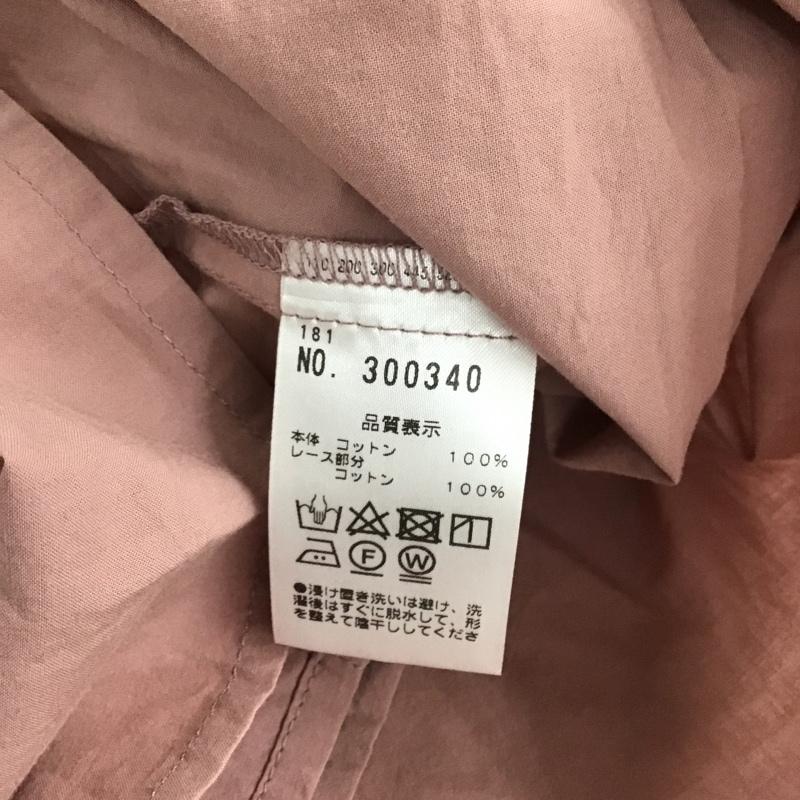 200 300 445
181
NO. 300340
品質表示
本体 コットン 100%
レース部分
コットン 100%
F W
●浸け置き洗いは避け、洗
濯後はすぐに脱水して、形
を整えて陰干ししてくださ